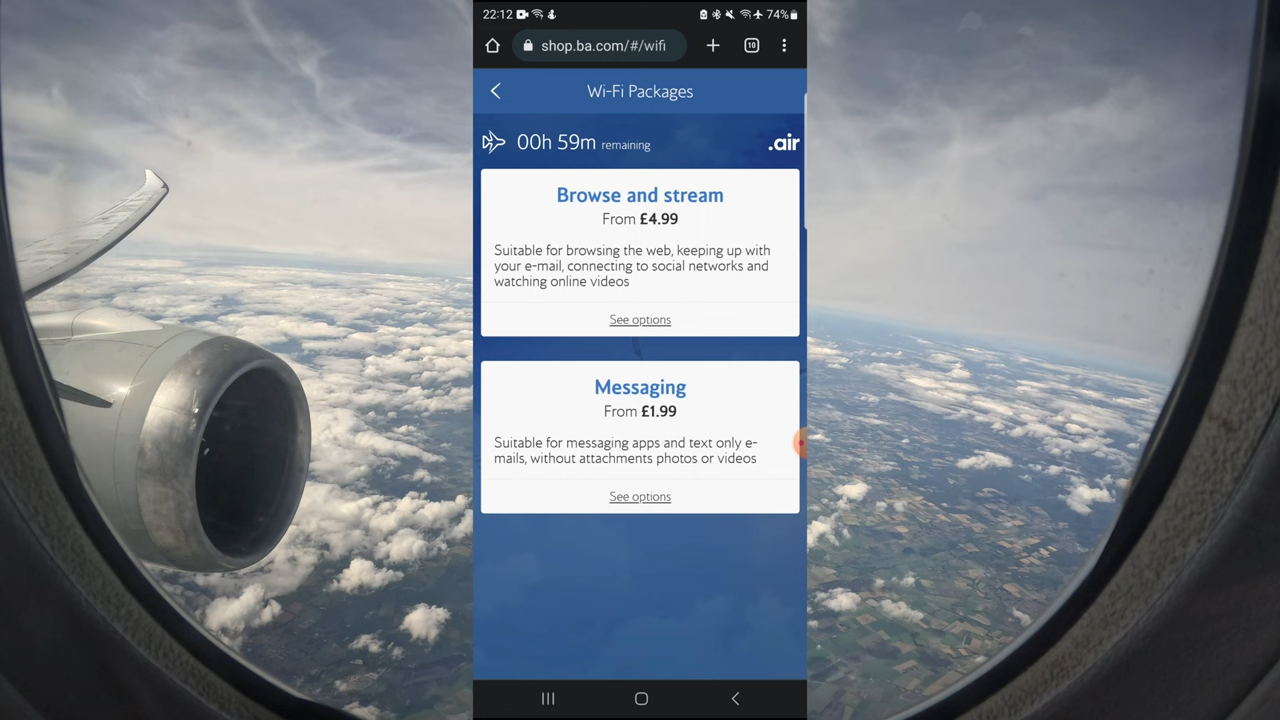 22:12 74%
shop.ba.com/#/wifi 10
Wi-Fi Packages
00h 59m remaining .air
Browse and stream
From £4.99
Suitable for browsing the web, keeping up with
your e-mail, connecting to social networks and
watching online videos
See options
Messaging
From £1.99
Suitable for messaging apps and text only e-
mails, without attachments photos or videos
See options